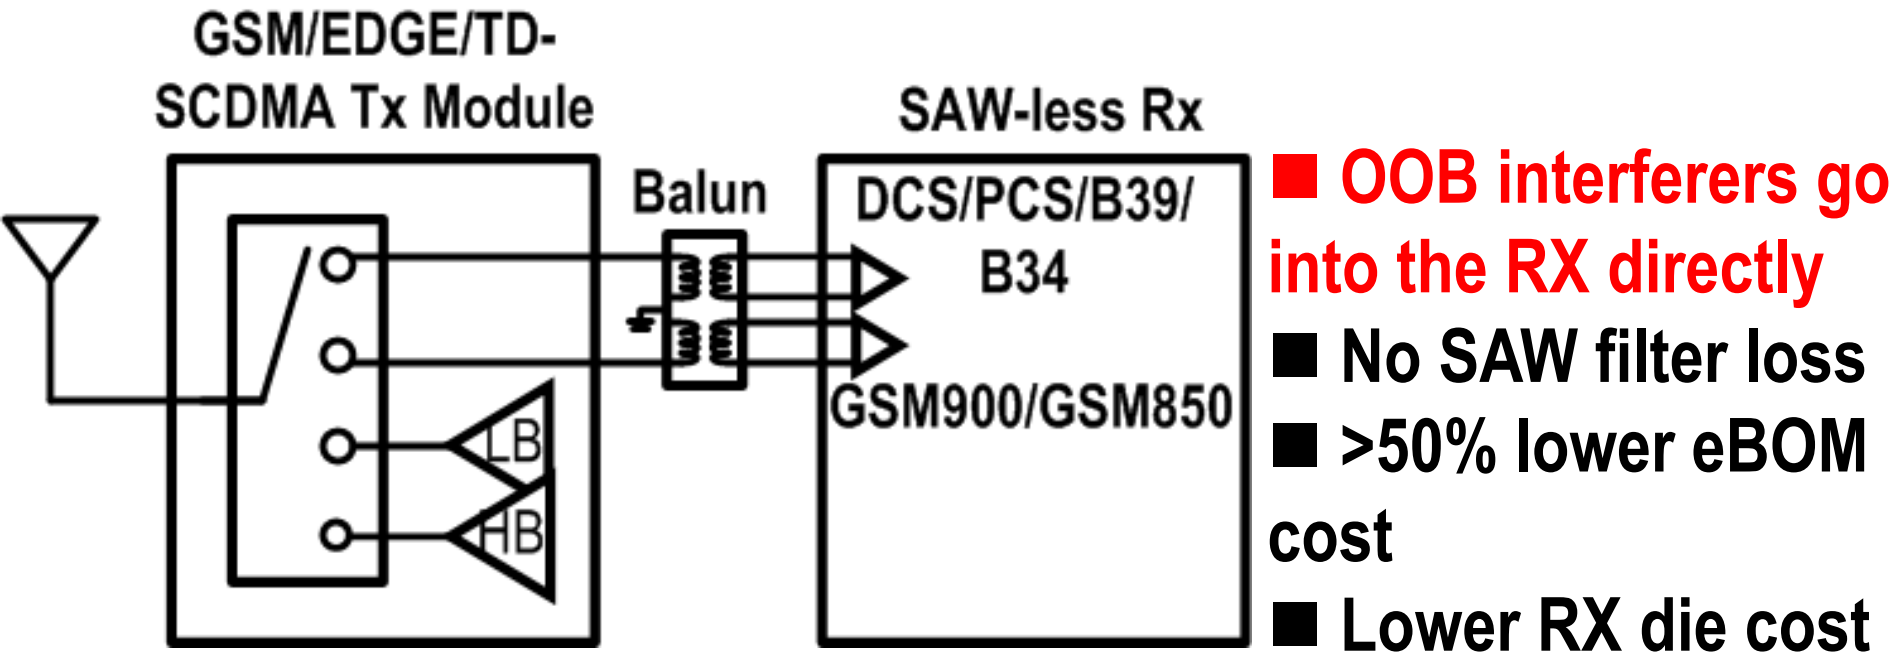 GSM/EDGE/TD-
SCDMA Tx Module
SAW-less Rx
Balun
DCS/PCS/B39/
B34
GSM900/GSM850
LB
HB
■ OOB interferers go
into the RX directly
■ No SAW filter loss
■ >50% lower eBOM
cost
■ Lower RX die cost